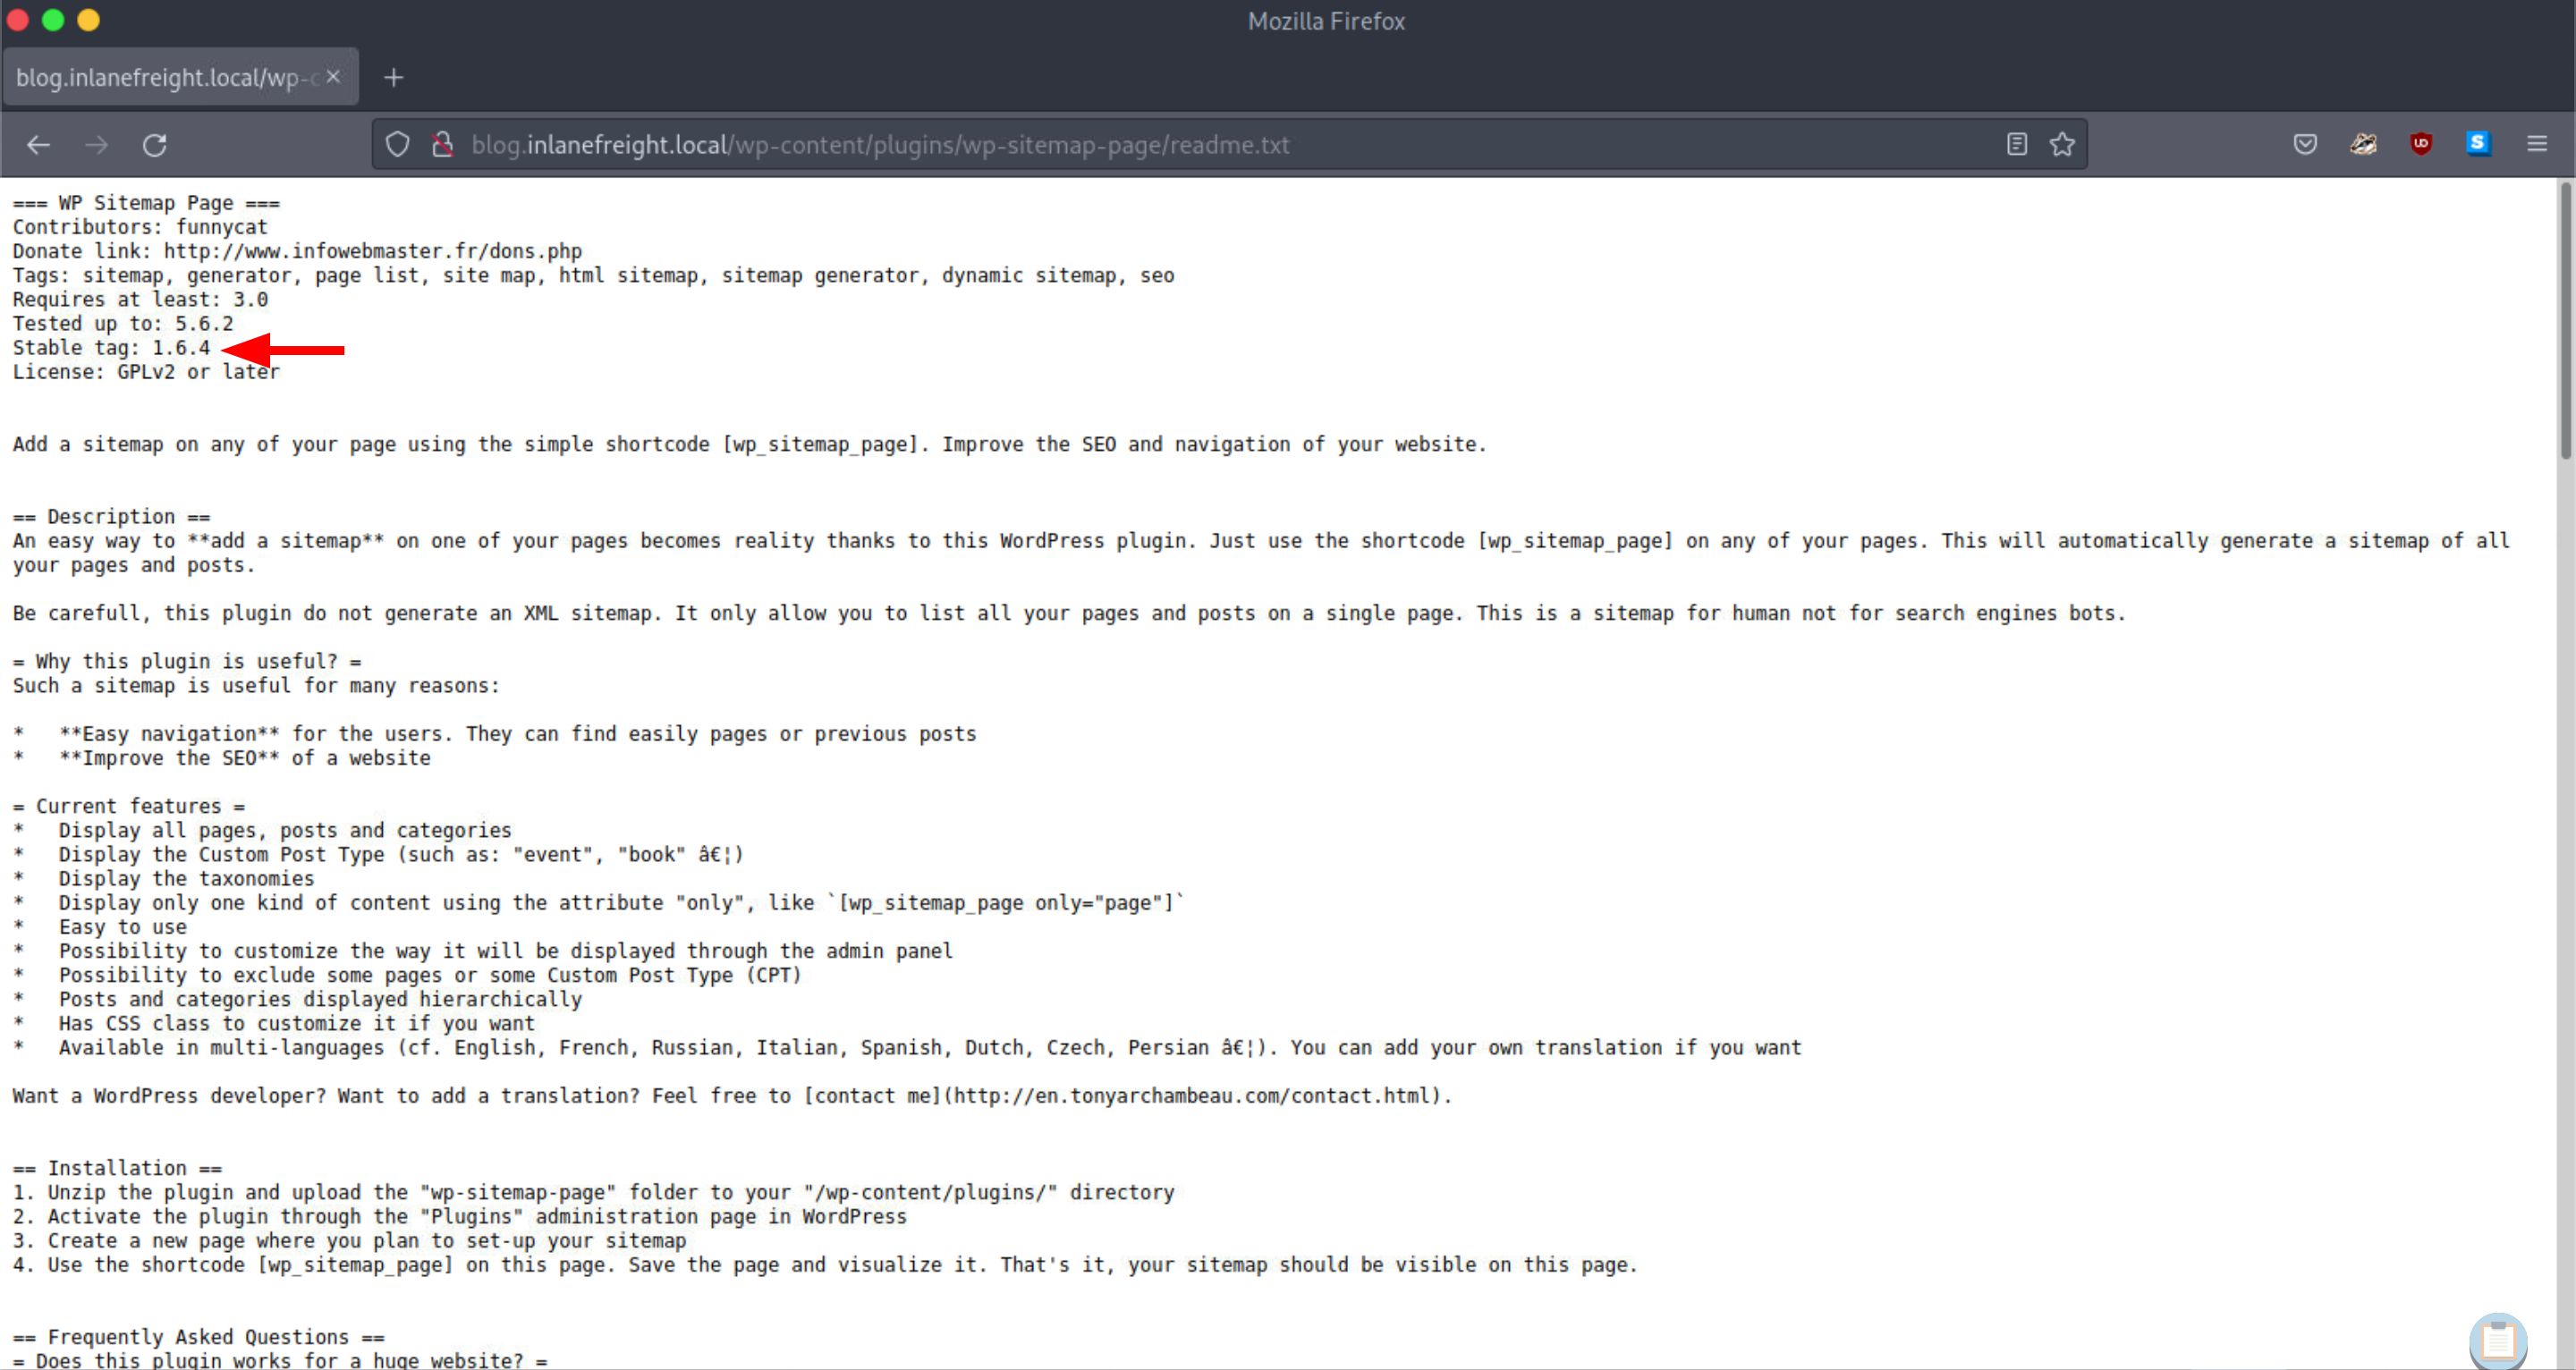 Mozilla Firefox
blog.inlanefreight.local/wp-c
blog.inlanefreight.local/wp-content/plugins/wp-sitemap-page/readme.txt
=== WP Sitemap Page ===
Contributors: funnycat
Donate link: http://www.infowebmaster.fr/dons.php
Tags: sitemap, generator, page list, site map, html sitemap, sitemap generator, dynamic sitemap, seo
Requires at least: 3.0
Tested up to: 5.6.2
Stable tag: 1.6.4
License: GPLv2 or later
Add a sitemap on any of your page using the simple shortcode [wp_sitemap_page]. Improve the SEO and navigation of your website.
== Description ==
An easy way to **add a sitemap** on one of your pages becomes reality thanks to this WordPress plugin. Just use the shortcode [wp_sitemap_page] on any of your pages. This will automatically generate a sitemap of all
your pages and posts.
Be carefull, this plugin do not generate an XML sitemap. It only allow you to list all your pages and posts on a single page. This is a sitemap for human not for search engines bots.
= Why this plugin is useful? =
Such a sitemap is useful for many reasons:
*   **Easy navigation** for the users. They can find easily pages or previous posts
*   **Improve the SEO** of a website
= Current features =
*   Display all pages, posts and categories
*   Display the Custom Post Type (such as: "event", "book" â€¦)
*   Display the taxonomies
*   Display only one kind of content using the attribute "only", like `[wp_sitemap_page only="page"]`
*   Easy to use
*   Possibility to customize the way it will be displayed through the admin panel
*   Possibility to exclude some pages or some Custom Post Type (CPT)
*   Posts and categories displayed hierarchically
*   Has CSS class to customize it if you want
*   Available in multi-languages (cf. English, French, Russian, Italian, Spanish, Dutch, Czech, Persian â€¦). You can add your own translation if you want
Want a WordPress developer? Want to add a translation? Feel free to [contact me](http://en.tonyarchambeau.com/contact.html).
== Installation ==
1. Unzip the plugin and upload the "wp-sitemap-page" folder to your "/wp-content/plugins/" directory
2. Activate the plugin through the "Plugins" administration page in WordPress
3. Create a new page where you plan to set-up your sitemap
4. Use the shortcode [wp_sitemap_page] on this page. Save the page and visualize it. That's it, your sitemap should be visible on this page.
== Frequently Asked Questions ==
= Does this plugin works for a huge website? =